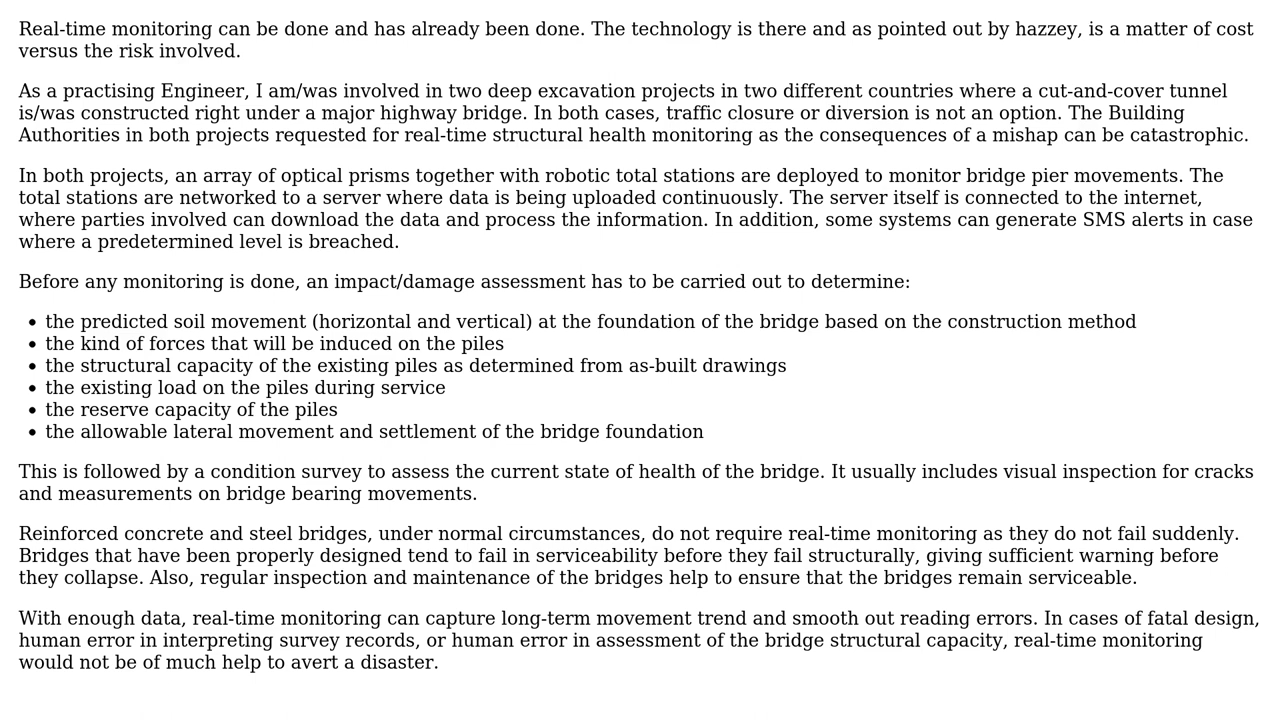 Real-time monitoring can be done and has already been done. The technology is there and as pointed out by hazzey, is a matter of cost
versus the risk involved.
As a practising Engineer, I am/was involved in two deep excavation projects in two different countries where a cut-and-cover tunnel
is/was constructed right under a major highway bridge. In both cases, traffic closure or diversion is not an option. The Building
Authorities in both projects requested for real-time structural health monitoring as the consequences of a mishap can be catastrophic.
In both projects, an array of optical prisms together with robotic total stations are deployed to monitor bridge pier movements. The
total stations are networked to a server where data is being uploaded continuously. The server itself is connected to the internet,
where parties involved can download the data and process the information. In addition, some systems can generate SMS alerts in case
where a predetermined level is breached.
Before any monitoring is done, an impact/damage assessment has to be carried out to determine:
• the predicted soil movement (horizontal and vertical) at the foundation of the bridge based on the construction method
• the kind of forces that will be induced on the piles
• the structural capacity of the existing piles as determined from as-built drawings
• the existing load on the piles during service
• the reserve capacity of the piles
• the allowable lateral movement and settlement of the bridge foundation
This is followed by a condition survey to assess the current state of health of the bridge. It usually includes visual inspection for cracks
and measurements on bridge bearing movements.
Reinforced concrete and steel bridges, under normal circumstances, do not require real-time monitoring as they do not fail suddenly.
Bridges that have been properly designed tend to fail in serviceability before they fail structurally, giving sufficient warning before
they collapse. Also, regular inspection and maintenance of the bridges help to ensure that the bridges remain serviceable.
With enough data, real-time monitoring can capture long-term movement trend and smooth out reading errors. In cases of fatal design,
human error in interpreting survey records, or human error in assessment of the bridge structural capacity, real-time monitoring
would not be of much help to avert a disaster.